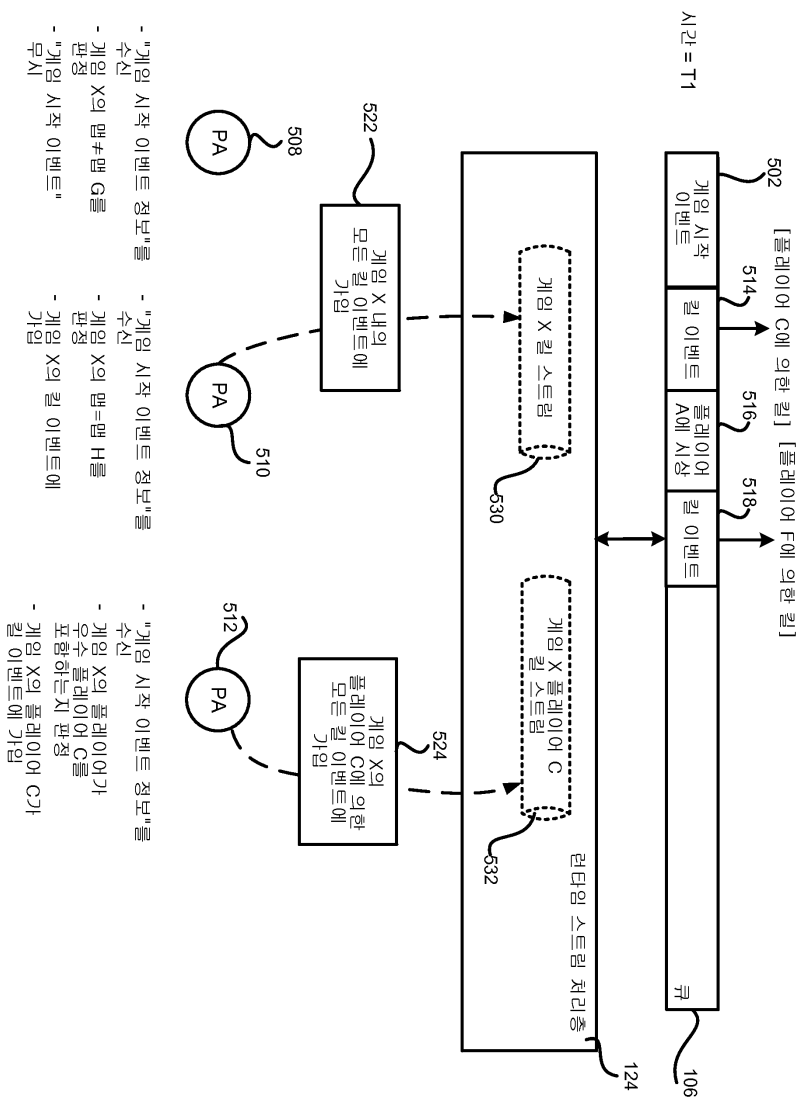 시간 = T1
[플레이어 C에 의한 킬]
[플레이어 F에 의한 킬]
502
514
516
518
게임 시작
이벤트
킬 이벤트
플레이어
A에 시상
킬 이벤트
큐
106
게임 X 킬 스트림
530
게임 X 플레이어 C
킬 스트림
532
런타임 스트림 처리층
124
522
게임 X 내의
모든 킬 이벤트에
가입
524
게임 X의
플레이어 C에 의한
모든 킬 이벤트에
가입
508
PA
PA
510
512
PA
- "게임 시작 이벤트 정보"를
수신
- 게임 X의 맵≠맵 G를
판정
- "게임 시작 이벤트"
무시
- "게임 시작 이벤트 정보"를
수신
- 게임 X의 맵=맵 H를
판정
- 게임 X의 킬 이벤트에
가입
- "게임 시작 이벤트 정보"를
수신
- 게임 X의 플레이어가
우수 플레이어 C를
포함하는지 판정
- 게임 X의 플레이어 C가
킬 이벤트에 가입